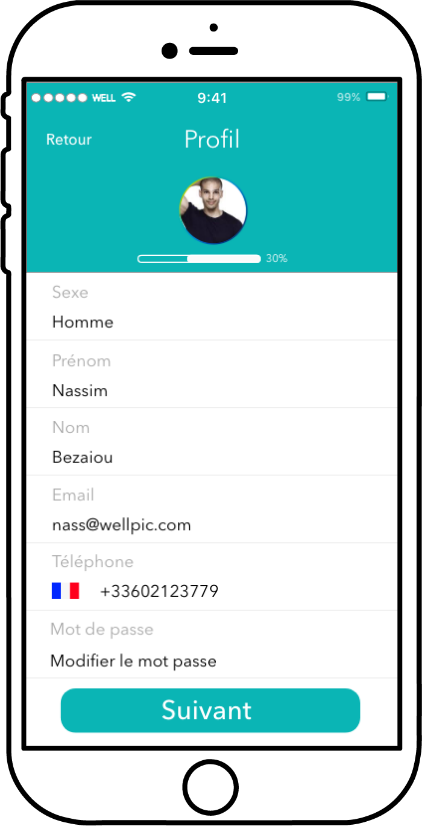 WELL 9:41 99%
Retour Profil
30%
Sexe
Homme
Prénom
Nassim
Nom
Bezaiou
Email
nass@wellpic.com
Téléphone
+33602123779
Mot de passe
Modifier le mot passe
Suivant